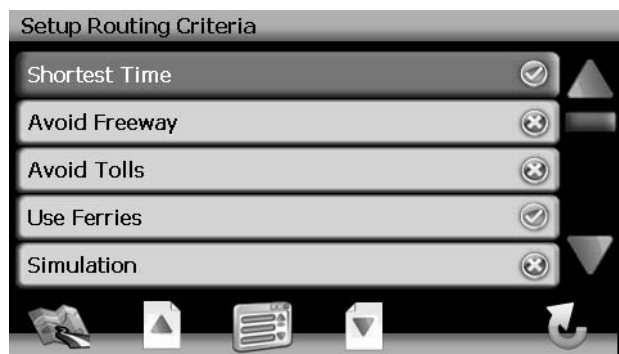 Setup Routing Criteria
Shortest Time
Avoid Freeway
Avoid Tolls
Use Ferries
Simulation